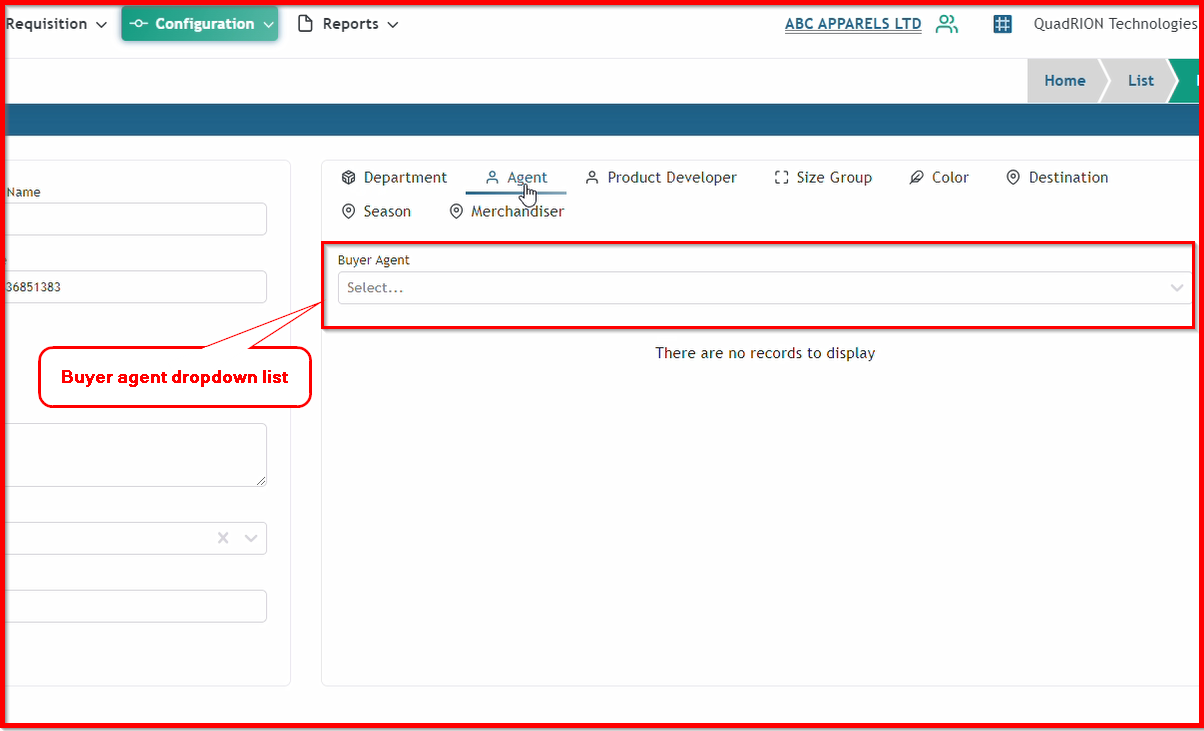 Requisition
Configuration
Reports
ABC APPARELS LTD
QuadRION Technologies
Home
List
Name
36851383
Department
Agent
Product Developer
Size Group
Color
Destination
Season
Merchandiser
Buyer Agent
Select...
There are no records to display
Buyer agent dropdown list